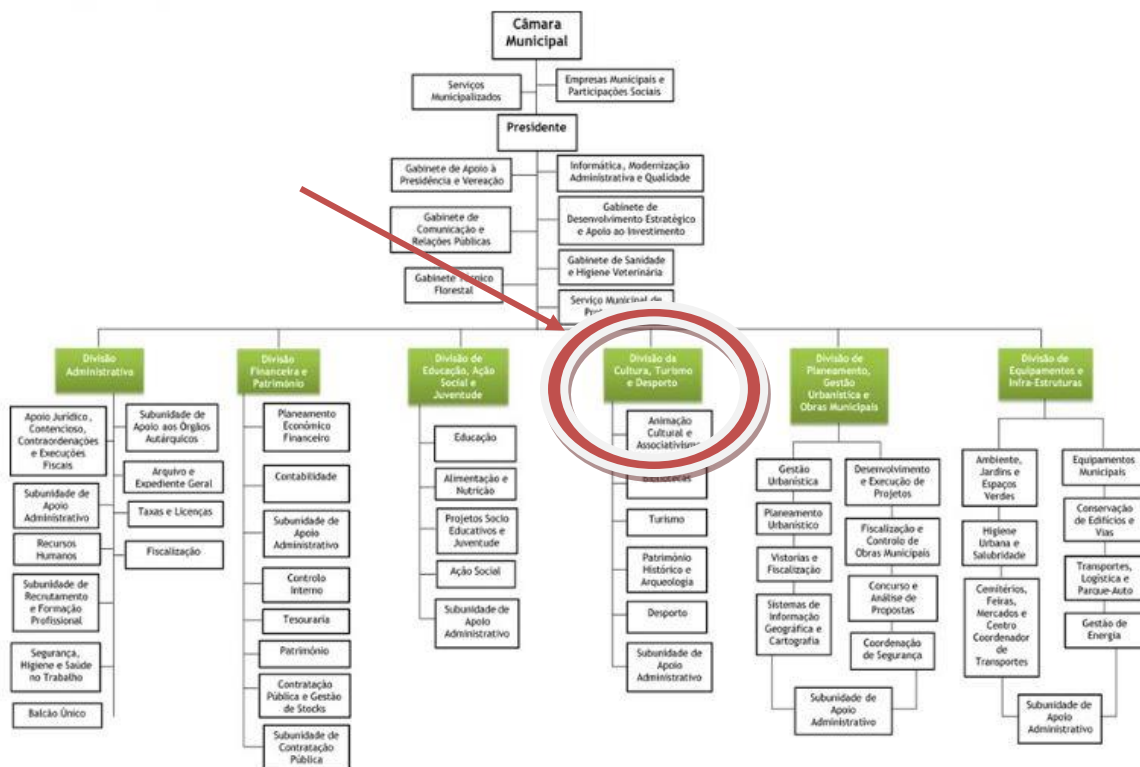 Câmara
Municipal
Serviços
Municipalizados
Empresas Municipais e
Participações Sociais
Presidente
Gabinete de Apoio à
Presidência e Vereação
Informática, Modernização
Administrativa e Qualidade
Gabinete de
Comunicação e
Relações Públicas
Gabinete de
Desenvolvimento Estratégico
e Apoio ao Investimento
Gabinete Técnico
Florestal
Gabinete de Sanidade
e Higiene Veterinária
Serviço Municipal de
Divisão
Administrativa
Apoio Jurídico,
Contencioso,
Contraordenações
e Execuções
Fiscais
Subunidade de
Apoio
Administrativo
Recursos
Humanos
Subunidade de
Recrutamento
e Formação
Profissional
Segurança,
Higiene e Saúde
no Trabalho
Balcão Único
Subunidade de
Apoio aos Órgãos
Autárquicos
Arquivo e
Expediente Geral
Taxas e Licenças
Fiscalização
Divisão
Financeira e
Património
Planeamento
Económico
Financeiro
Contabilidade
Subunidade de
Apoio
Administrativo
Controlo
Interno
Tesouraria
Património
Contratação
Pública e Gestão
de Stocks
Subunidade de
Contratação
Pública
Divisão de
Educação, Ação
Social e
Juventude
Educação
Alimentação e
Nutrição
Projetos Socio
Educativos e
Juventude
Ação Social
Subunidade de
Apoio
Administrativo
Divisão da
Cultura, Turismo
e Desporto
Animação
Cultural e
Associativismo
Bibliotecas
Turismo
Património
Histórico e
Arqueologia
Desporto
Subunidade de
Apoio
Administrativo
Divisão de
Planeamento,
Gestão
Urbanística e
Obras Municipais
Gestão
Urbanística
Planeamento
Urbanístico
Vistorias e
Fiscalização
Sistemas de
Informação
Geográfica e
Cartografia
Desenvolvimento
e Execução de
Projetos
Fiscalização e
Controlo de
Obras Municipais
Concurso e
Análise de
Propostas
Coordenação
de Segurança
Subunidade de
Apoio
Administrativo
Divisão de
Equipamentos e
Infra-Estruturas
Ambiente,
Jardins e
Espaços
Verdes
Higiene
Urbana e
Salubridade
Cemitérios,
Feiras,
Mercados e
Centro
Coordenador
de
Transportes
Equipamentos
Municipais
Conservação
de Edifícios e
Vias
Transportes,
Logística e
Parque-Auto
Gestão de
Energia
Subunidade de
Apoio
Administrativo